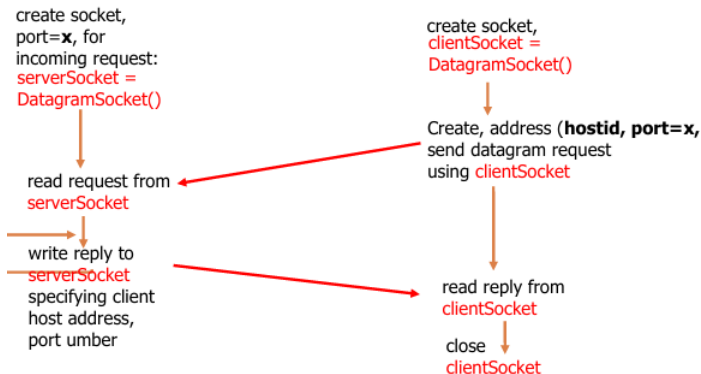 create socket,
port=x, for
incoming request:
serverSocket =
DatagramSocket()
read request from
serverSocket
write reply to
serverSocket
specifying client
host address,
port umber
create socket,
clientSocket =
DatagramSocket()
Create, address (hostid, port=x,
send datagram request
using clientSocket
read reply from
clientSocket
close
clientSocket